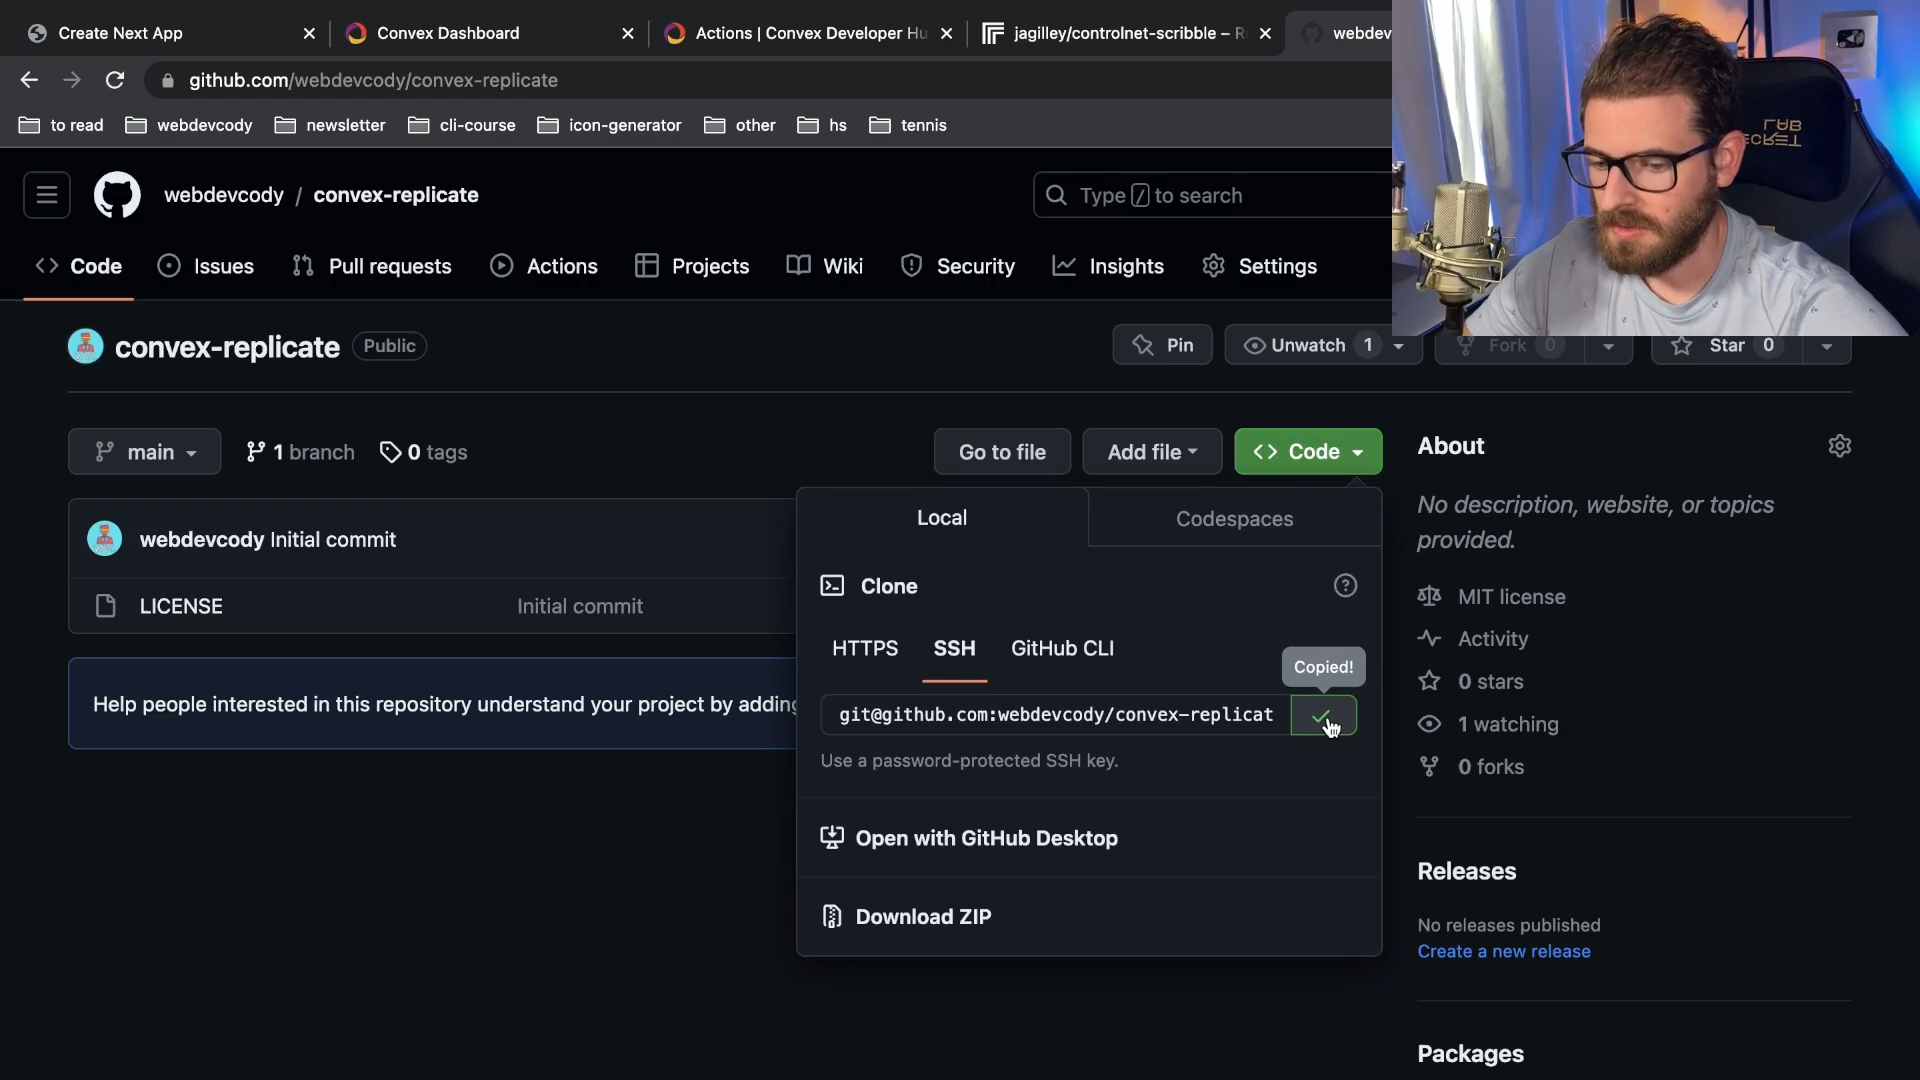 Create Next App
Convex Dashboard
Actions | Convex Developer Hu
jagilley/controlnet-scribble – R
webdev
github.com/webdevcody/convex-replicate
to read
webdevcody
newsletter
cli-course
icon-generator
other
hs
tennis
webdevcody / convex-replicate
Type / to search
Code
Issues
Pull requests
Actions
Projects
Wiki
Security
Insights
Settings
convex-replicate Public
Pin
Unwatch 1
Fork 0
Star 0
main
1 branch
0 tags
Go to file
Add file
Code
About
No description, website, or topics
provided.
MIT license
Activity
0 stars
1 watching
0 forks
Releases
No releases published
Create a new release
Packages
webdevcody Initial commit
LICENSE Initial commit
Help people interested in this repository understand your project by adding
Local
Codespaces
Clone
HTTPS
SSH
GitHub CLI
Copied!
git@github.com:webdevcody/convex-replicat
Use a password-protected SSH key.
Open with GitHub Desktop
Download ZIP